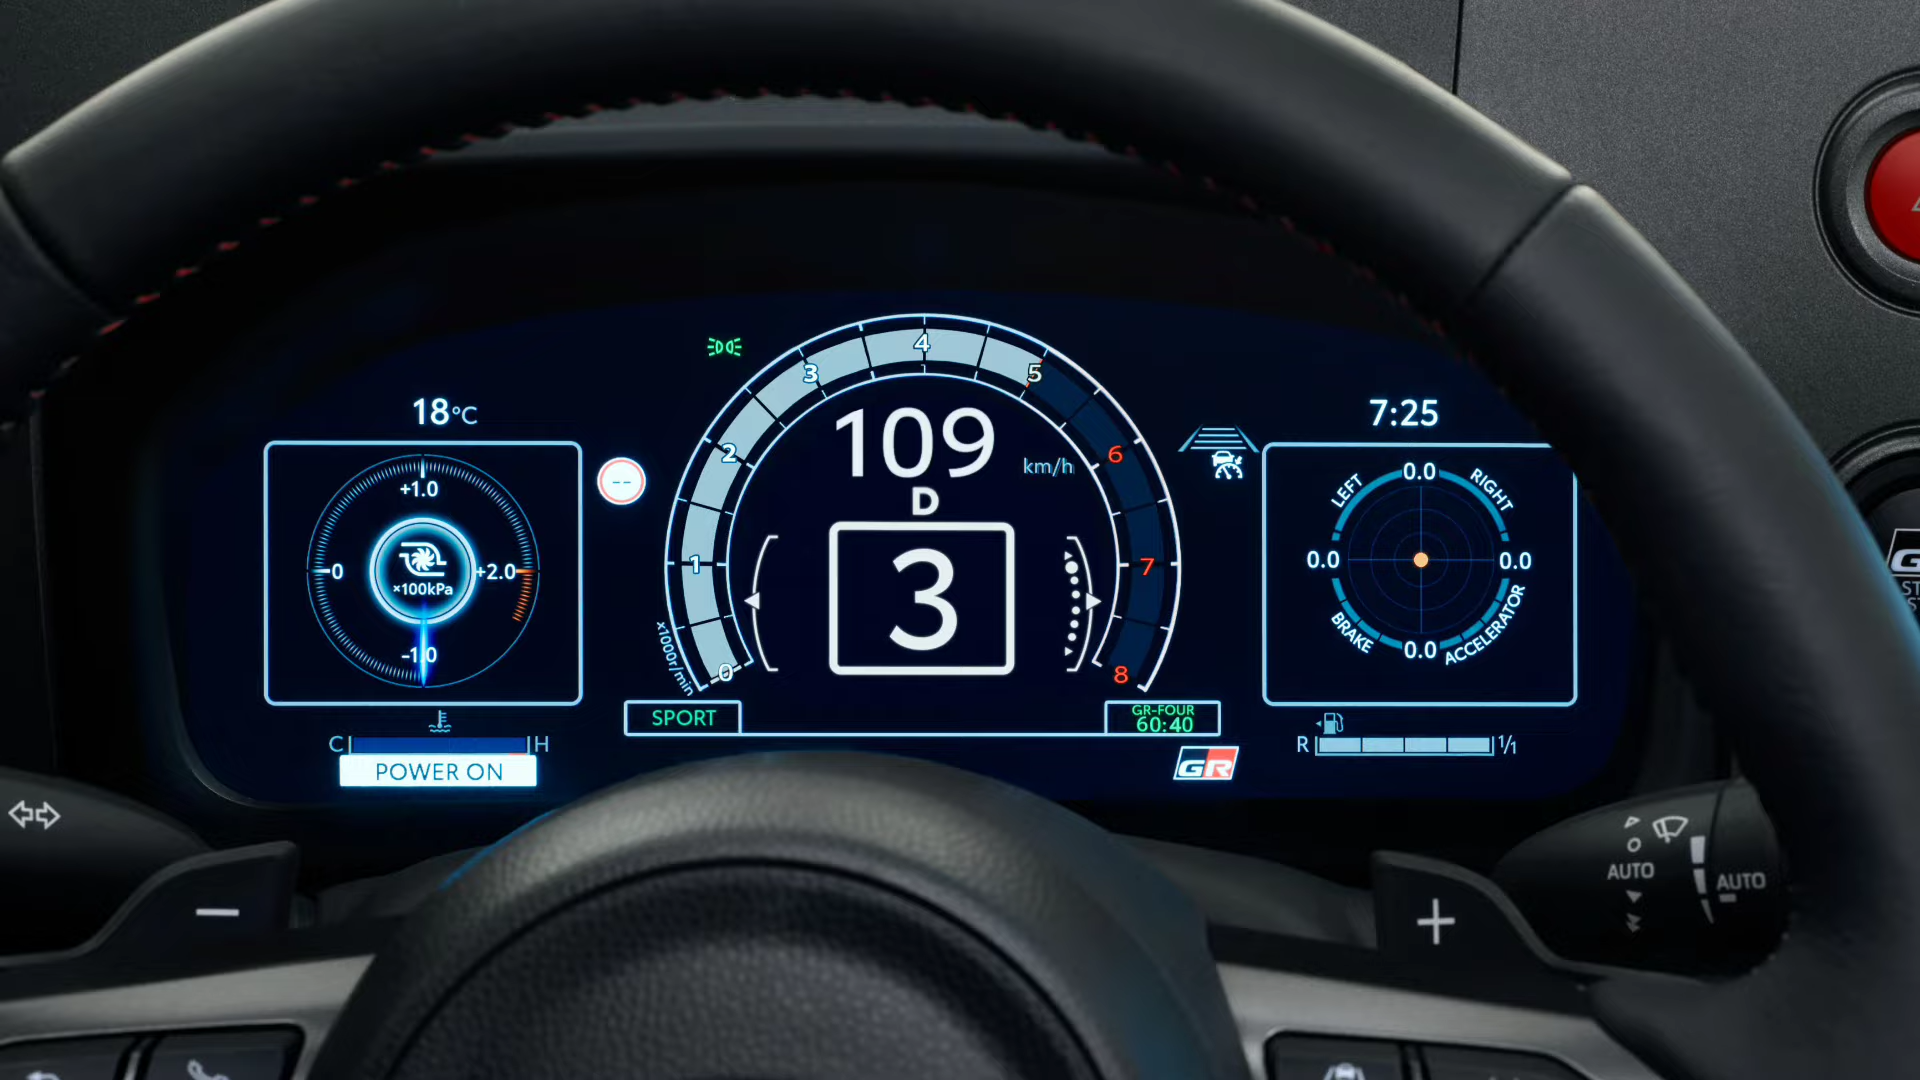 18°C
7:25
+1.0
0
×100kPa
+2.0
-1.0
C
H
POWER ON
--
0
1
2
3
4
5
6
7
8
×1000r/min
109
km/h
D
3
SPORT
GR-FOUR
60:40
GR
LEFT
0.0
RIGHT
0.0
0.0
BRAKE
0.0
ACCELERATOR
R
1/1
−
+
AUTO
AUTO